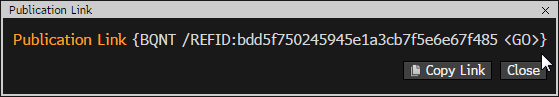 Publication Link
Publication Link {BQNT /REFID:bdd5f750245945e1a3cb7f5e6e67f485 <GO>}
Copy Link
Close